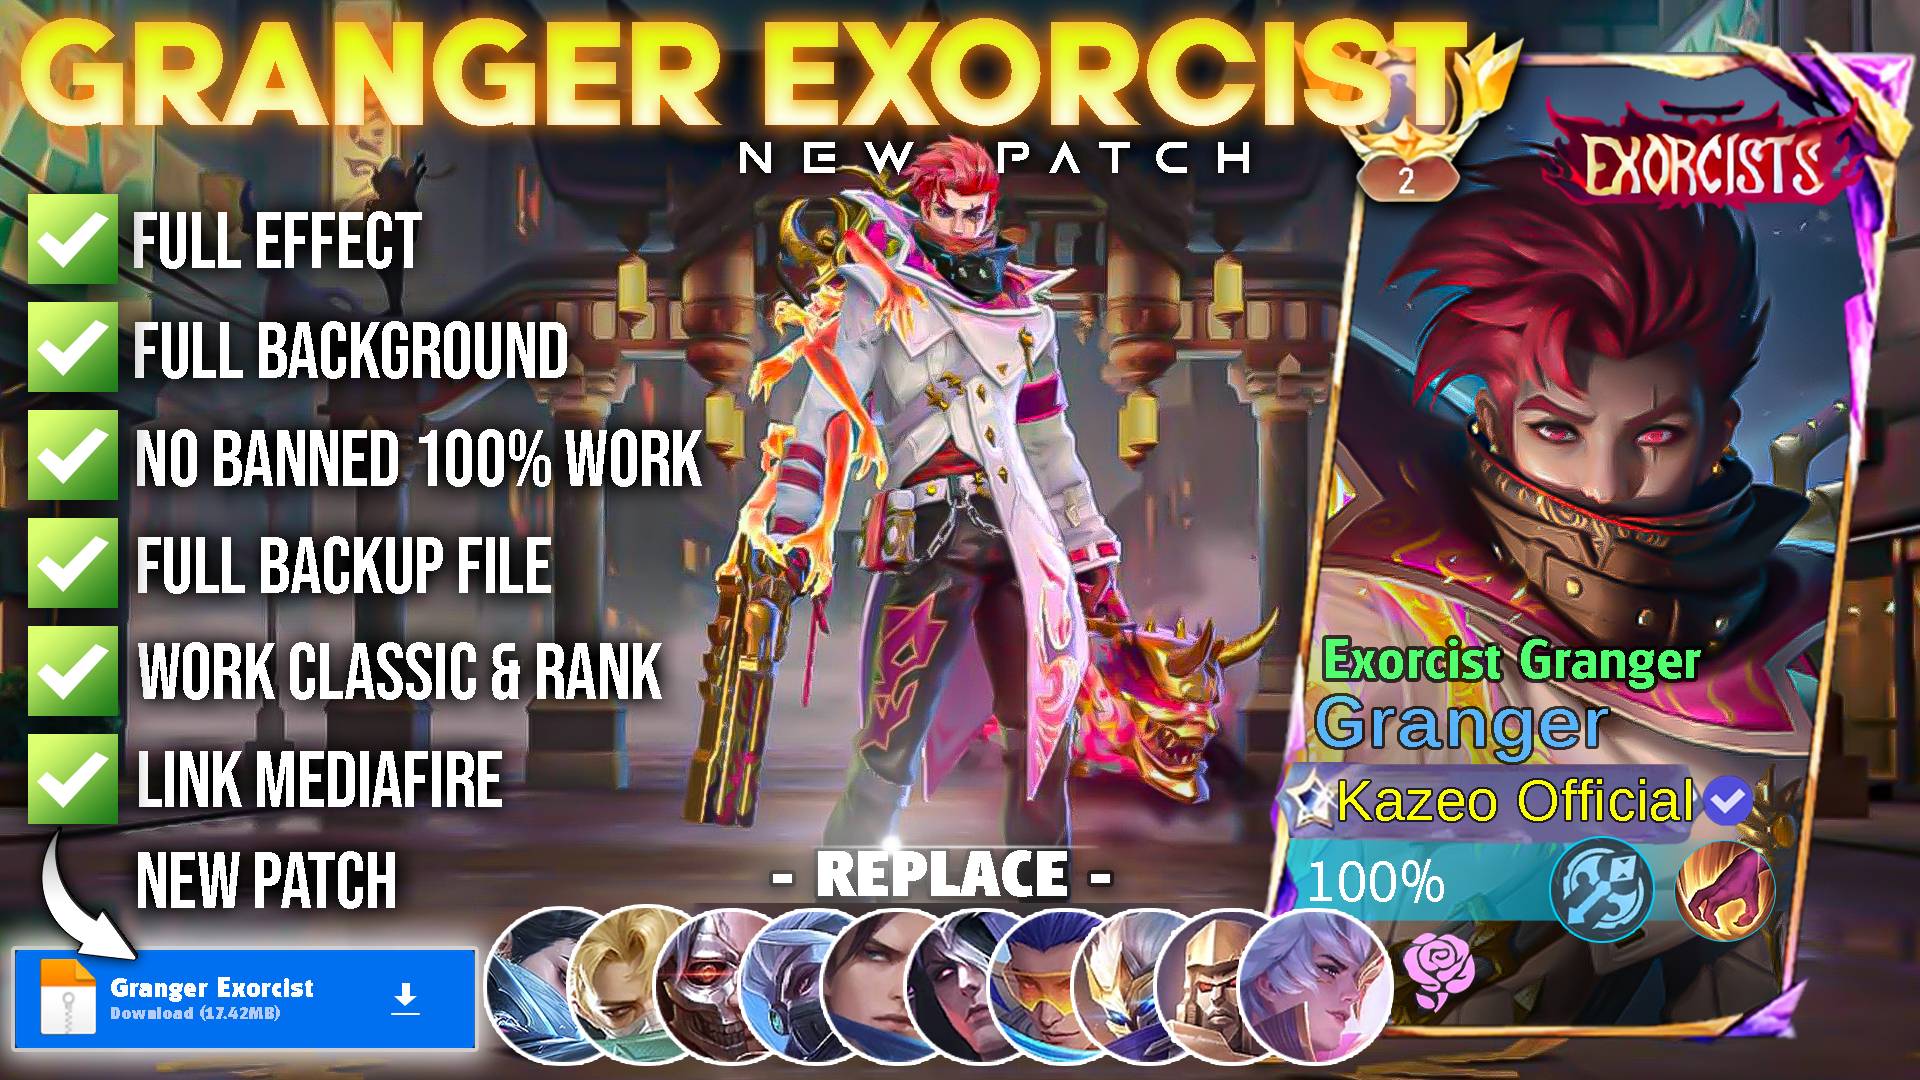 GRANGER EXORCIST
NEW PATCH
2
EXORCISTS
FULL EFFECT
FULL BACKGROUND
NO BANNED 100% WORK
FULL BACKUP FILE
WORK CLASSIC & RANK
LINK MEDIAFIRE
NEW PATCH
Granger Exorcist
Download (17.42MB)
- REPLACE -
Exorcist Granger
Granger
Kazeo Official
100%